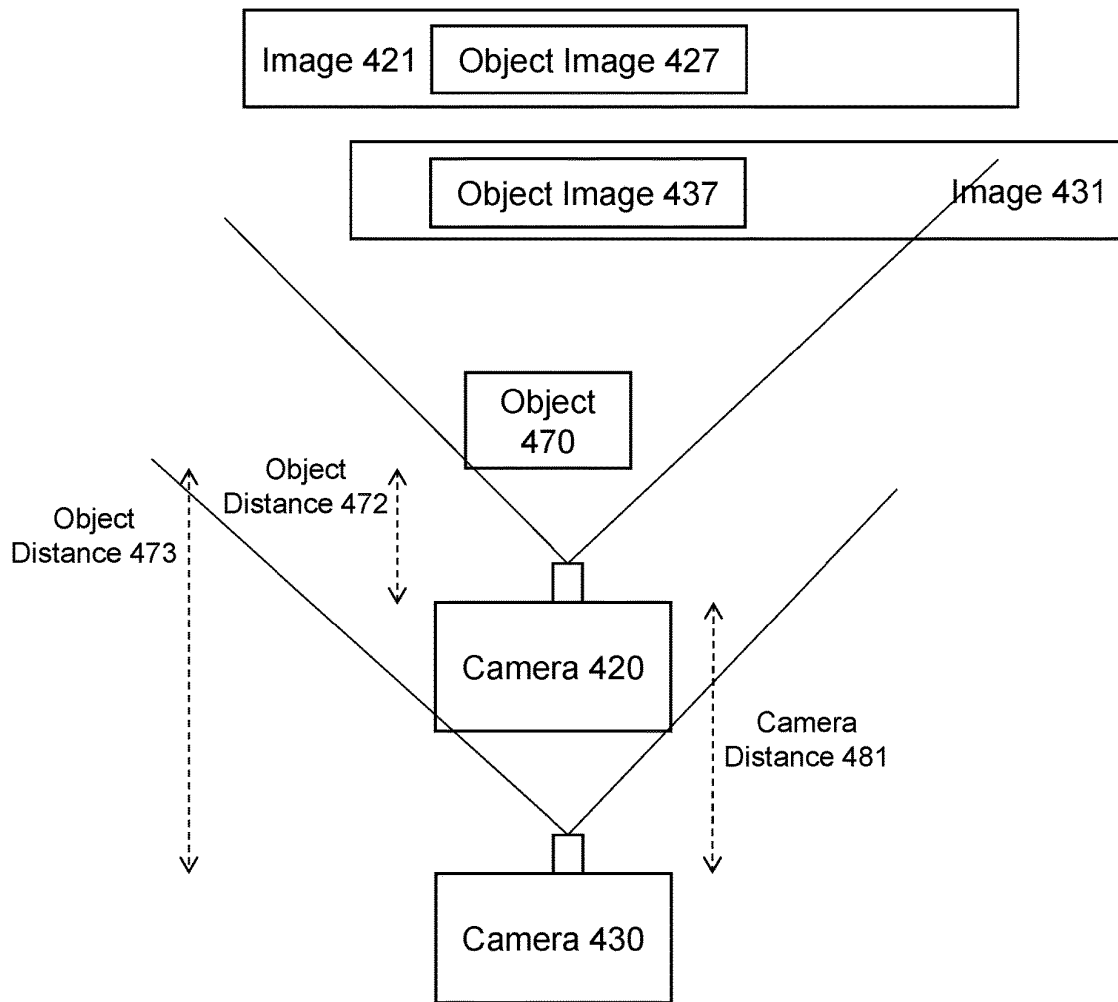 Image 421
Object Image 427
Object Image 437
Image 431
Object
470
Object
Distance 472
Object
Distance 473
Camera 420
Camera
Distance 481
Camera 430